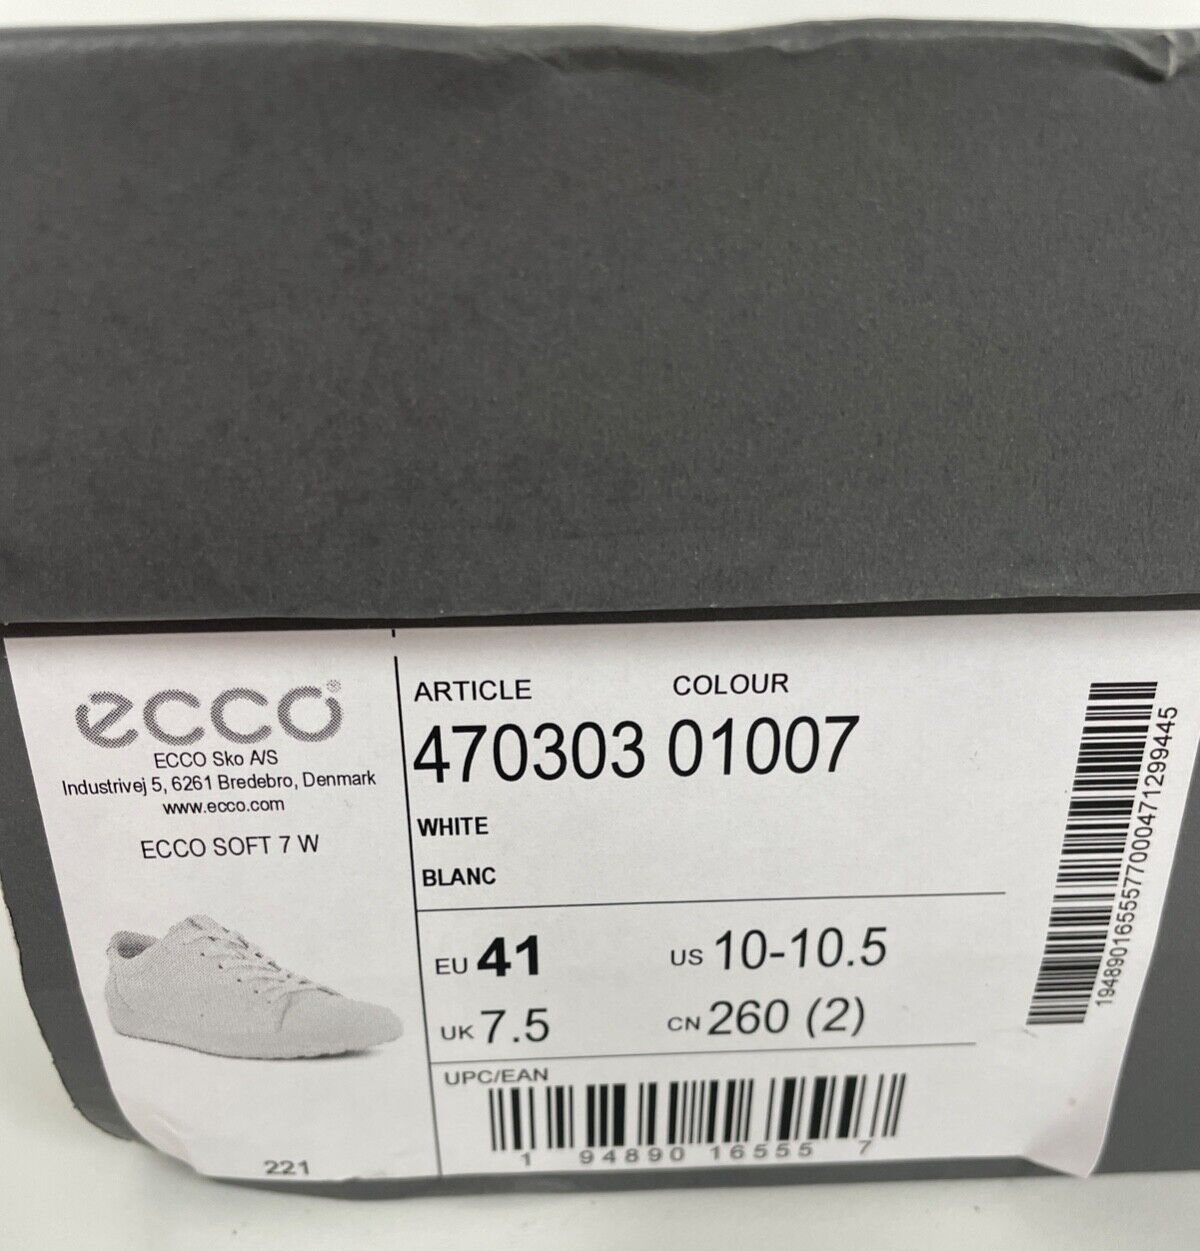 ecco®
ECCO Sko A/S
Industrivej 5, 6261 Bredebro, Denmark
www.ecco.com
ECCO SOFT 7 W
221
ARTICLE COLOUR
470303 01007
WHITE
BLANC
EU 41 US 10-10.5
UK 7.5 CN 260 (2)
UPC/EAN
1 94890 16555 7
1948901655577000471299445